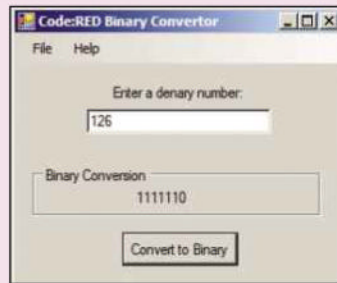 Code:RED Binary Convertor
File Help
Enter a denary number:
126
Binary Conversion
1111110
Convert to Binary